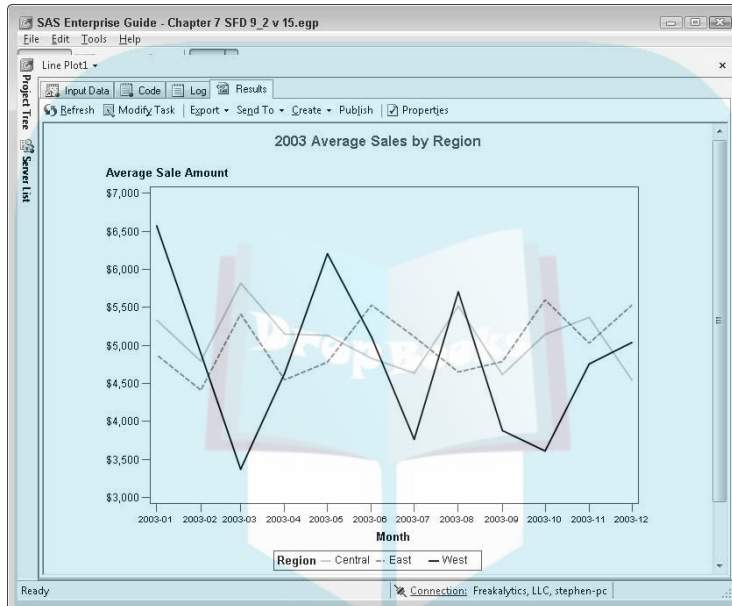 SAS Enterprise Guide - Chapter 7 SFD 9_2 v 15.egp
File Edit Tools Help
Line Plot1
Project Tree
Server List
Input Data Code Log Results
Refresh Modify Task Export Send To Create Publish Properties
2003 Average Sales by Region
Average Sale Amount
$7,000
$6,500
$6,000
$5,500
$5,000
$4,500
$4,000
$3,500
$3,000
DropBooks
2003-01 2003-02 2003-03 2003-04 2003-05 2003-06 2003-07 2003-08 2003-09 2003-10 2003-11 2003-12
Month
Region Central East West
Ready
Connection: Freakalytics, LLC, stephen-pc